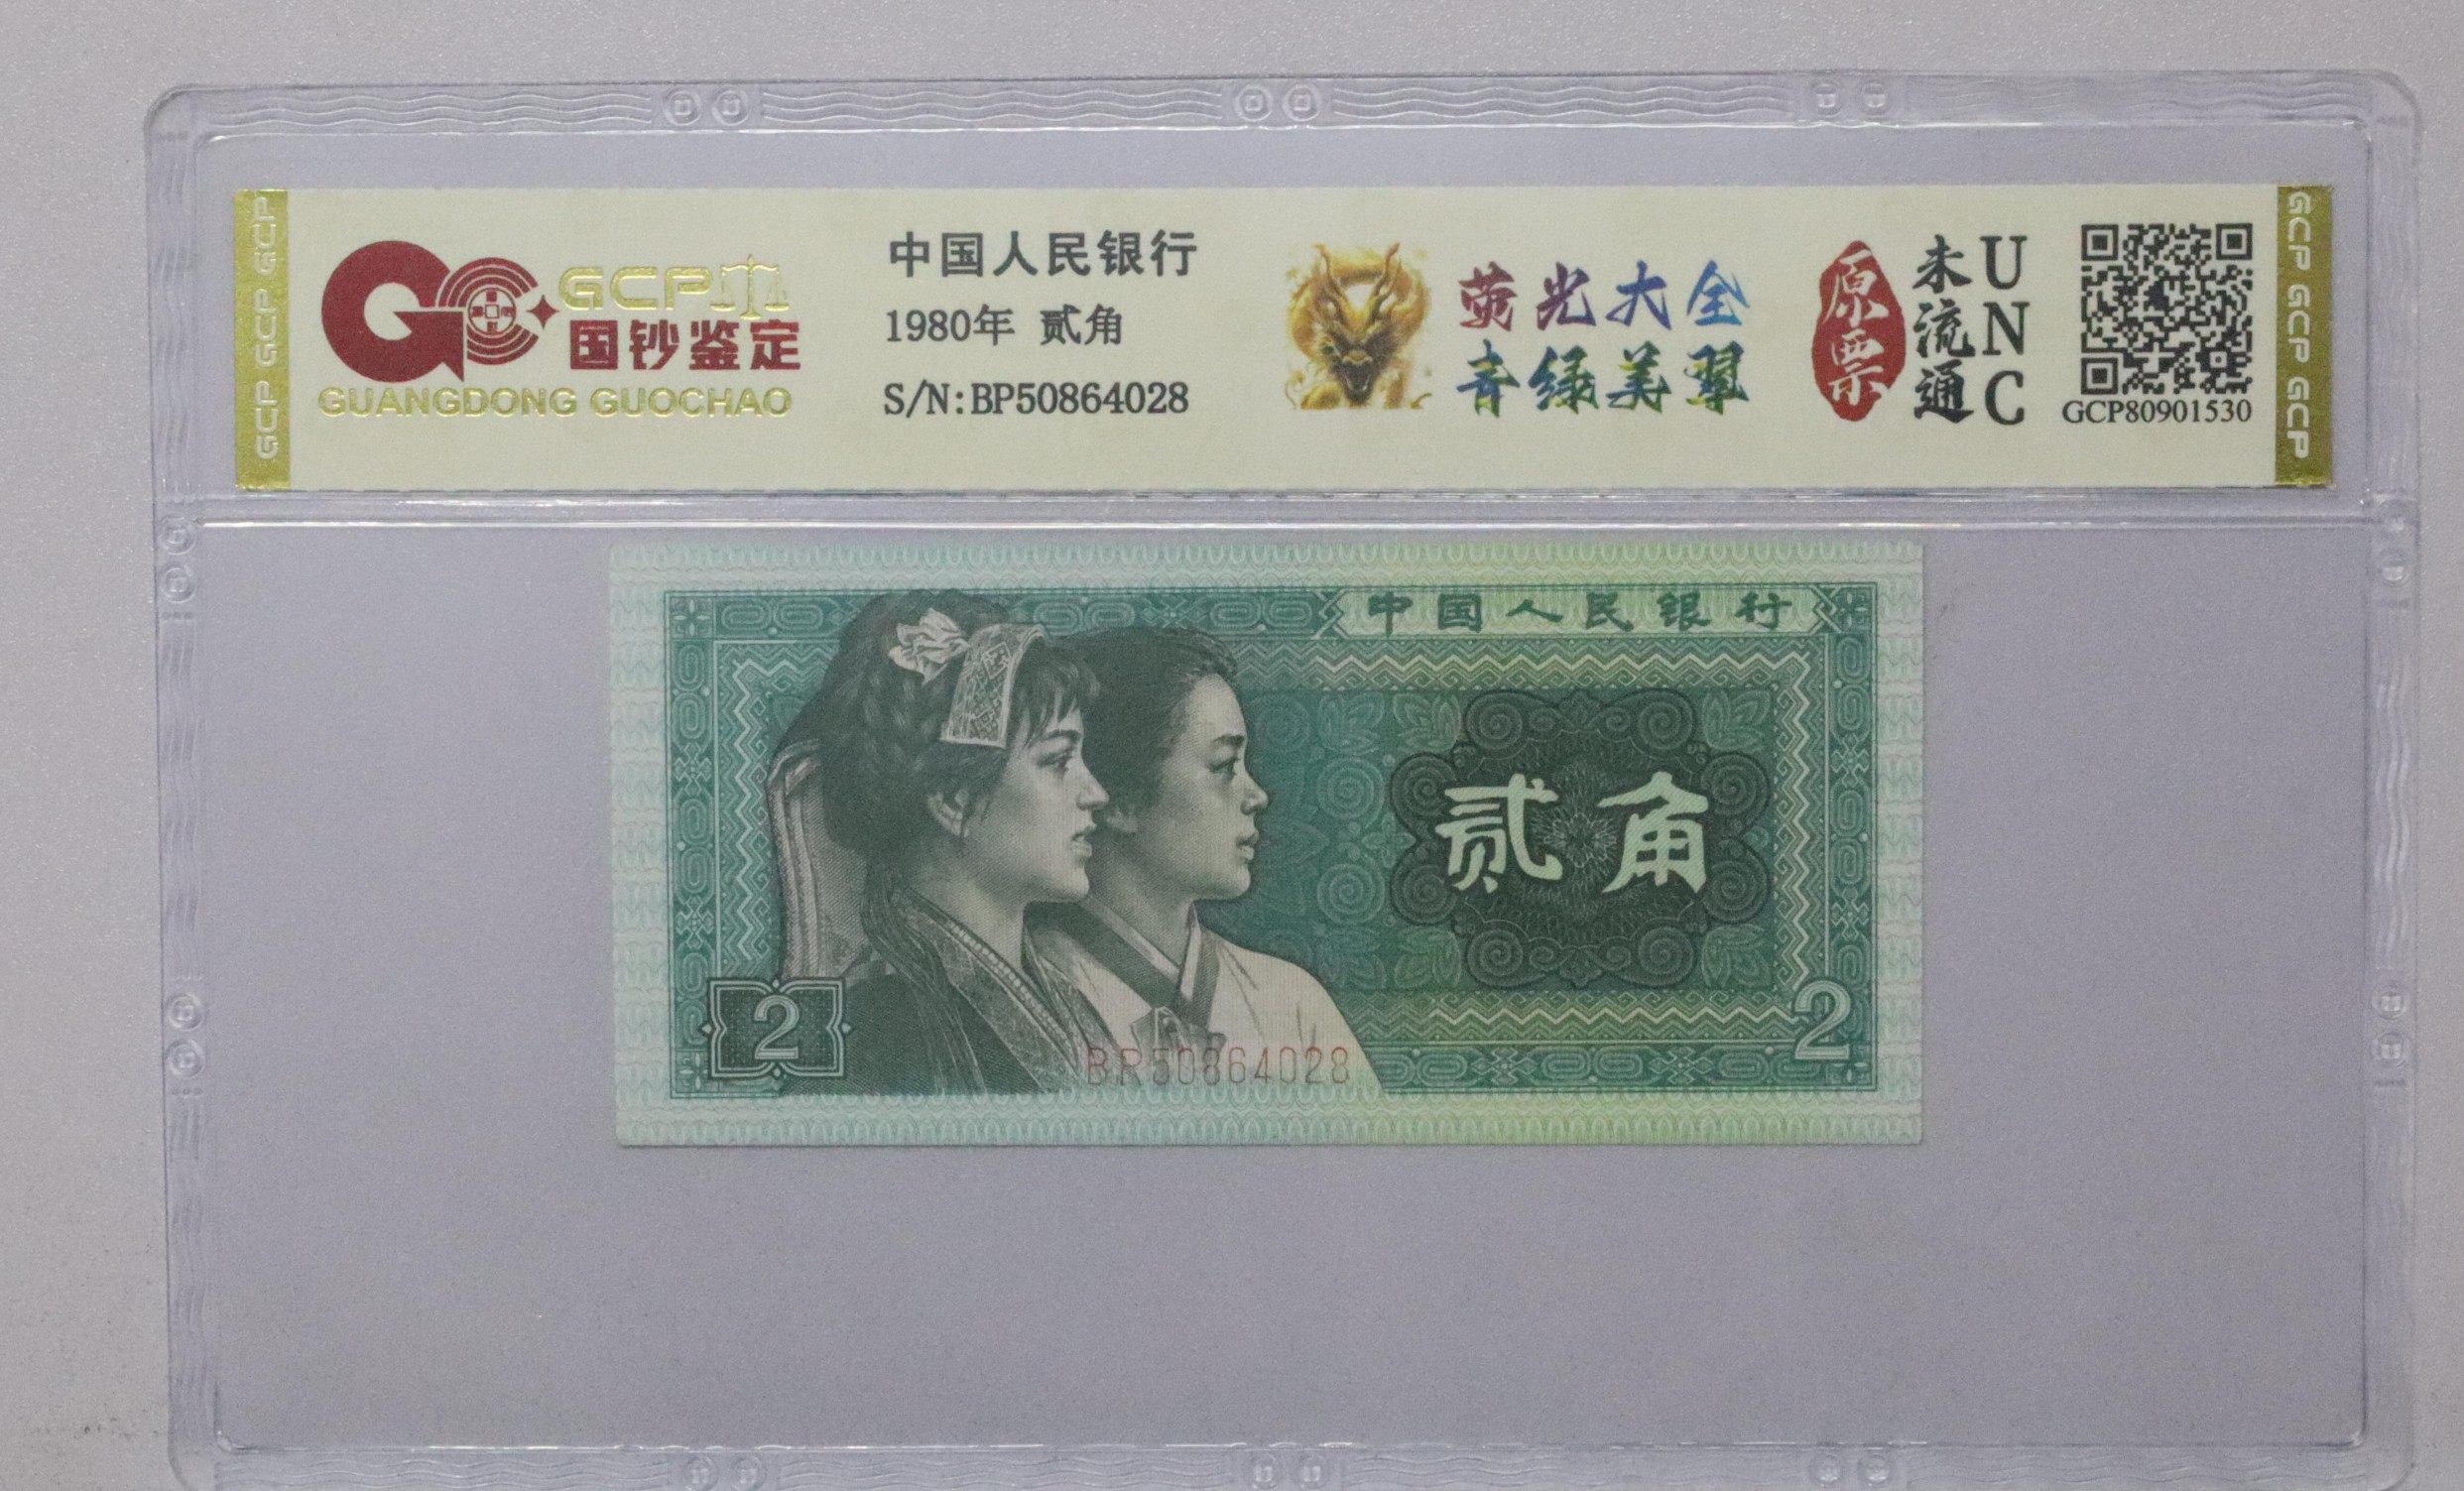 GCP GCP GCP
GCP
国钞鉴定
GUANGDONG GUOCHAO
中国人民银行
1980年 贰角
S/N:BP50864028
荧光大全
青绿美翠
原票
未流通
UNC
GCP80901530
GCP GCP GCP
中国人民银行
贰角
2
2
BP50864028